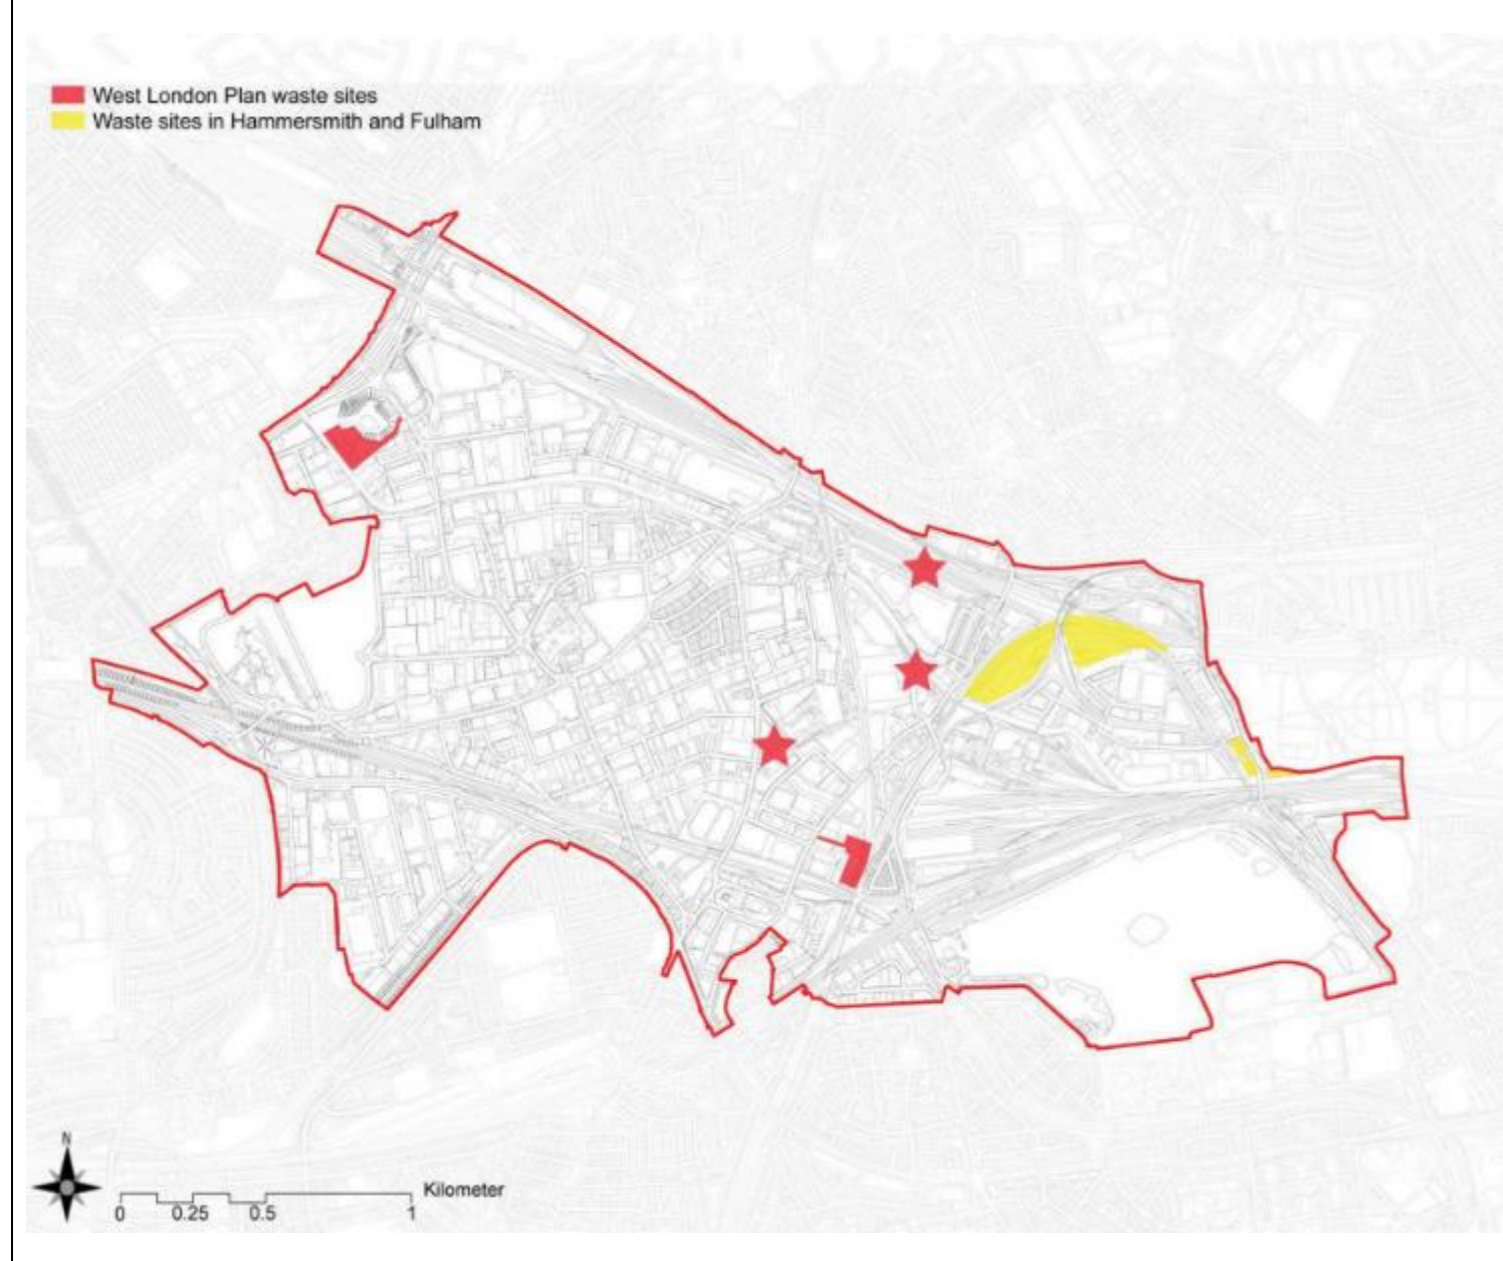 West London Plan waste sites
Waste sites in Hammersmith and Fulham
N
Kilometer
0 0.25 0.5 1